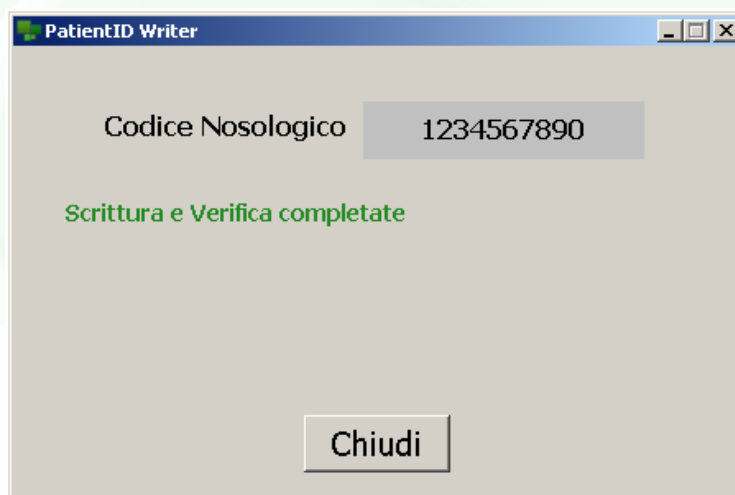 PatientID Writer
Codice Nosologico 1234567890
Scrittura e Verifica completate
Chiudi